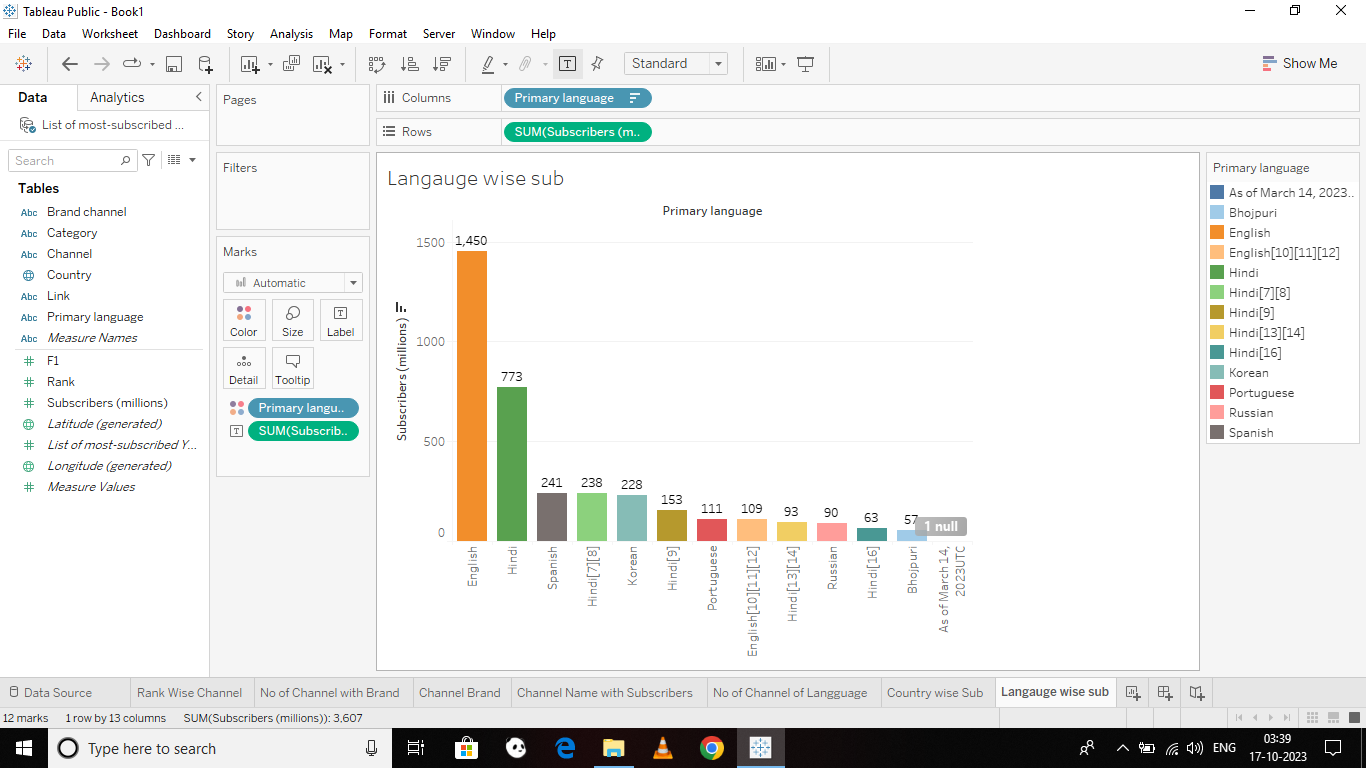 Tableau Public - Book1
File Data Worksheet Dashboard Story Analysis Map Format Server Window Help
Standard
Show Me
Data Analytics
List of most-subscribed ...
Search
Tables
Abc Brand channel
Abc Category
Abc Channel
Country
Abc Link
Abc Primary language
Abc Measure Names
F1
Rank
Subscribers (millions)
Latitude (generated)
List of most-subscribed Y...
Longitude (generated)
Measure Values
Pages
Filters
Marks
Automatic
Color Size Label
Detail Tooltip
Primary langu..
SUM(Subscrib..
Columns Primary language
Rows SUM(Subscribers (m..
Langauge wise sub
Primary language
Subscribers (millions)
1500
1000
500
0
1,450
773
241
238
228
153
111
109
93
90
63
57
1 null
English
Hindi
Spanish
Hindi[7][8]
Korean
Hindi[9]
Portuguese
English[10][11][12]
Hindi[13][14]
Russian
Hindi[16]
Bhojpuri
As of March 14,
2023UTC
Primary language
As of March 14, 2023..
Bhojpuri
English
English[10][11][12]
Hindi
Hindi[7][8]
Hindi[9]
Hindi[13][14]
Hindi[16]
Korean
Portuguese
Russian
Spanish
Data Source Rank Wise Channel No of Channel with Brand Channel Brand Channel Name with Subscribers No of Channel of Langguage Country wise Sub Langauge wise sub
12 marks 1 row by 13 columns SUM(Subscribers (millions)): 3,607
Type here to search
ENG
03:39
17-10-2023